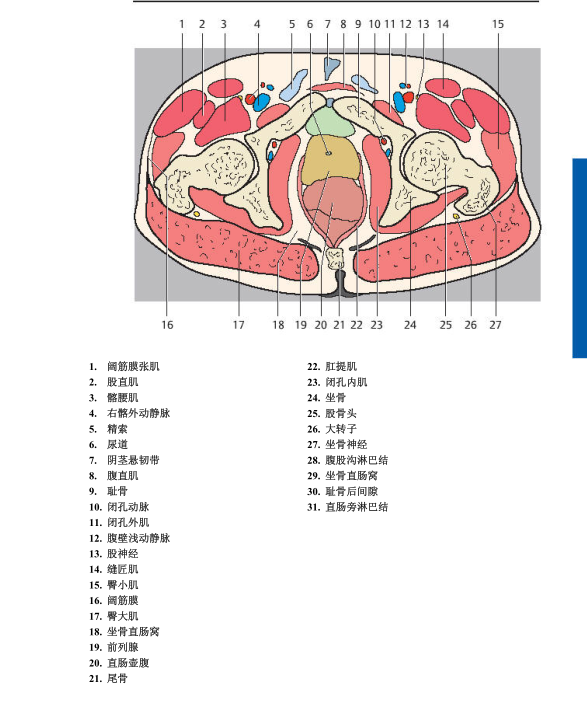 1 2 3 4 5 6 7 8 9 10 11 12 13 14 15
16 17 18 19 20 21 22 23 24 25 26 27
1. 阔筋膜张肌
2. 股直肌
3. 髂腰肌
4. 右髂外动静脉
5. 精索
6. 尿道
7. 阴茎悬韧带
8. 腹直肌
9. 耻骨
10. 闭孔动脉
11. 闭孔外肌
12. 腹壁浅动静脉
13. 股神经
14. 缝匠肌
15. 臀小肌
16. 阔筋膜
17. 臀大肌
18. 坐骨直肠窝
19. 前列腺
20. 直肠壶腹
21. 尾骨
22. 肛提肌
23. 闭孔内肌
24. 坐骨
25. 股骨头
26. 大转子
27. 坐骨神经
28. 腹股沟淋巴结
29. 坐骨直肠窝
30. 耻骨后间隙
31. 直肠旁淋巴结